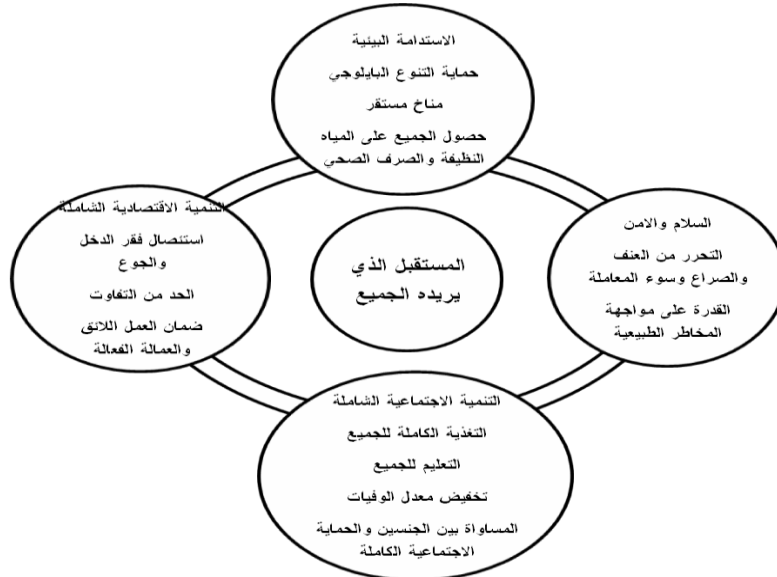 الاستدامة البيئية
حماية التنوع البايلوجي
مناخ مستقر
حصول الجميع على المياه
النظيفة والصرف الصحي
السلام والامن
التحرر من العنف
والصراع وسوء المعاملة
القدرة على مواجهة
المخاطر الطبيعية
المستقبل الذي
يريده الجميع
التنمية الاقتصادية الشاملة
استئصال فقر الدخل
والجوع
الحد من التفاوت
ضمان العمل اللائق
والعمالة الفعالة
التنمية الاجتماعية الشاملة
التغذية الكاملة للجميع
التعليم للجميع
تخفيض معدل الوفيات
المساواة بين الجنسين والحماية
الاجتماعية الكاملة